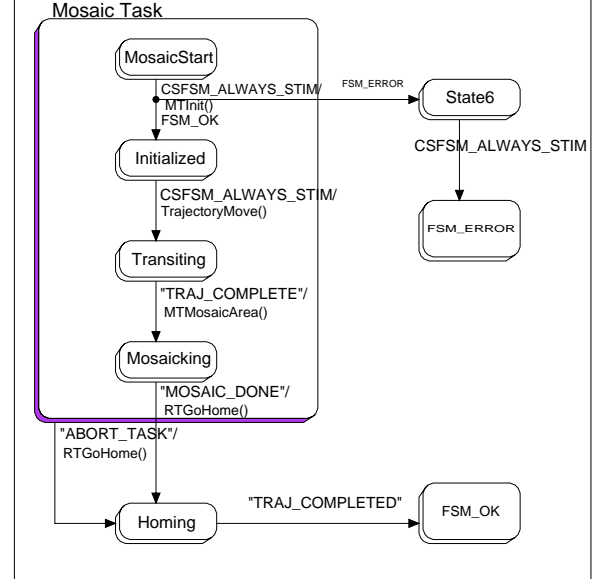 Mosaic Task
MosaicStart
CSFSM_ALWAYS_STIM/
MTInit()
FSM_OK
FSM_ERROR
State6
CSFSM_ALWAYS_STIM
FSM_ERROR
Initialized
CSFSM_ALWAYS_STIM/
TrajectoryMove()
Transiting
"TRAJ_COMPLETE"/
MTMosaicArea()
Mosaicking
"MOSAIC_DONE"/
RTGoHome()
"ABORT_TASK"/
RTGoHome()
Homing
"TRAJ_COMPLETED"
FSM_OK